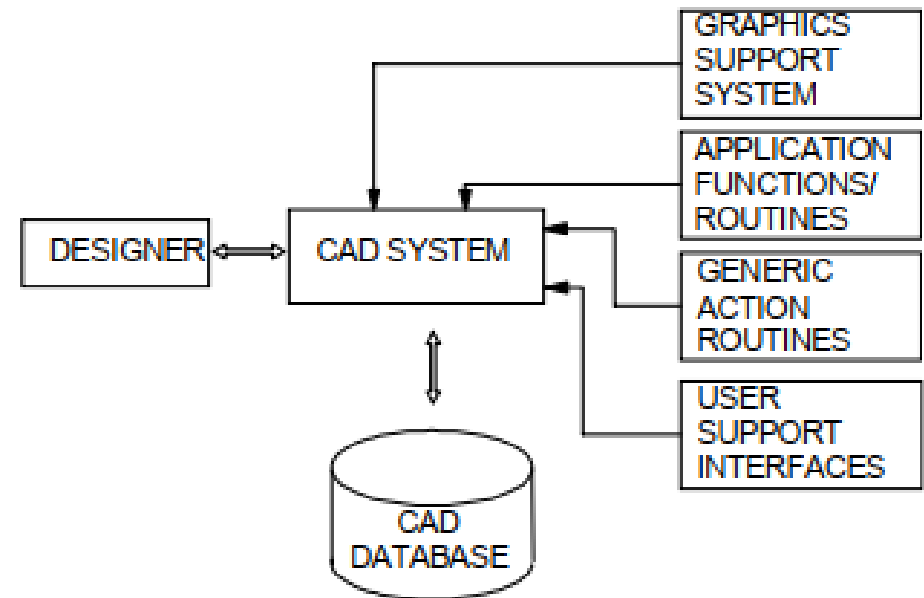 GRAPHICS
SUPPORT
SYSTEM
APPLICATION
FUNCTIONS/
ROUTINES
DESIGNER
CAD SYSTEM
GENERIC
ACTION
ROUTINES
USER
SUPPORT
INTERFACES
CAD
DATABASE